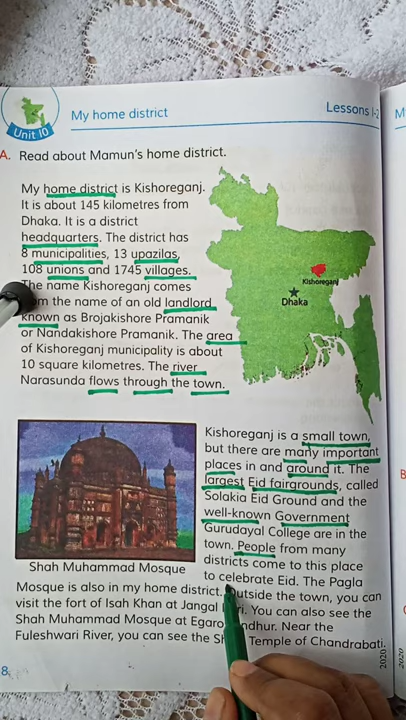 Unit 10
My home district
Lessons 1-2
A. Read about Mamun's home district.
My home district is Kishoreganj.
It is about 145 kilometres from
Dhaka. It is a district
headquarters. The district has
8 municipalities, 13 upazilas,
108 unions and 1745 villages.
The name Kishoreganj comes
the name of an old landlord
known as Brojakishore Pramanik
or Nandakishore Pramanik. The area
of Kishoreganj municipality is about
10 square kilometres. The river
Narasunda flows through the town.
Kishoreganj
Dhaka
Kishoreganj is a small town,
but there are many important
places in and around it. The
largest Eid fairgrounds, called
Solakia Eid Ground and the
well-known Government
Gurudayal College are in the
town. People from many
districts come to this place
to celebrate Eid. The Pagla
Shah Muhammad Mosque
Mosque is also in my home district. Outside the town, you can
visit the fort of Isah Khan at Jangal You can also see the
Shah Muhammad Mosque at Near the
Fuleshwari River, you can see the Temple of Chandrabati.
2020
2020
M
B